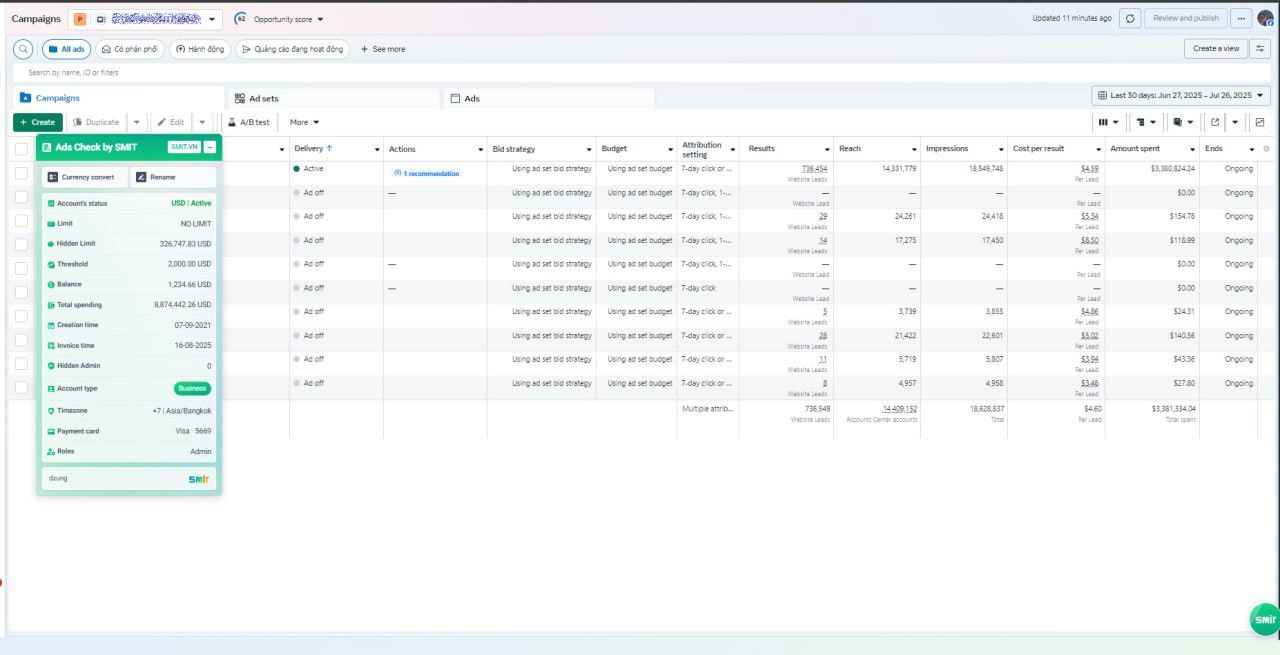 Campaigns P 62 Opportunity score Updated 11 minutes ago Review and publish ...
All ads Có phân phối Hành động Quảng cáo đang hoạt động + See more Create a view
Search by name, ID or filters
Campaigns Ad sets Ads Last 30 days: Jun 27, 2025 – Jul 26, 2025
+ Create Duplicate Edit A/B test More
Delivery ↑ Actions Bid strategy Budget Attribution setting Results Reach Impressions Cost per result Amount spent Ends
Active 1 recommendation Using ad set bid strategy Using ad set budget 7-day click or ... 736,454 14,331,779 18,549,748 $4.59 $3,380,824.24 Ongoing
Website Leads Per Lead
Ad off Using ad set bid strategy Using ad set budget 7-day click, 1-... — — — — $0.00 Ongoing
Website Lead Per Lead
Ad off Using ad set bid strategy Using ad set budget 7-day click or ... 29 24,261 24,418 $5.34 $154.78 Ongoing
Website Leads Per Lead
Ad off Using ad set bid strategy Using ad set budget 7-day click, 1-... 14 17,275 17,450 $8.50 $118.99 Ongoing
Website Leads Per Lead
Ad off — Using ad set bid strategy Using ad set budget 7-day click, 1-... — — — — $0.00 Ongoing
Website Lead Per Lead
Ad off — Using ad set bid strategy Using ad set budget 7-day click — — — — $0.00 Ongoing
Website Lead Per Lead
Ad off Using ad set bid strategy Using ad set budget 7-day click or ... 5 3,739 3,855 $4.86 $24.31 Ongoing
Website Leads Per Lead
Ad off Using ad set bid strategy Using ad set budget 7-day click or ... 28 21,422 22,601 $5.02 $140.56 Ongoing
Website Leads Per Lead
Ad off Using ad set bid strategy Using ad set budget 7-day click or ... 11 5,719 5,807 $3.94 $43.36 Ongoing
Website Leads Per Lead
Ad off Using ad set bid strategy Using ad set budget 7-day click or ... 8 4,957 4,958 $3.48 $27.80 Ongoing
Website Leads Per Lead
Multiple attrib... 736,549 14,409,152 18,628,837 $4.60 $3,381,334.04
Website Leads Accounts Center accounts Total Per Lead Total spent
Ads Check by SMIT SMIT.VN –
Currency convert Rename
Account's status USD | Active
Limit NO LIMIT
Hidden Limit 326,747.83 USD
Threshold 2,000.00 USD
Balance 1,234.66 USD
Total spending 8,874,442.26 USD
Creation time 07-09-2021
Invoice time 16-08-2025
Hidden Admin 0
Account type Business
Timezone +7 | Asia/Bangkok
Payment card Visa · 5669
Roles Admin
dzung smit
smit